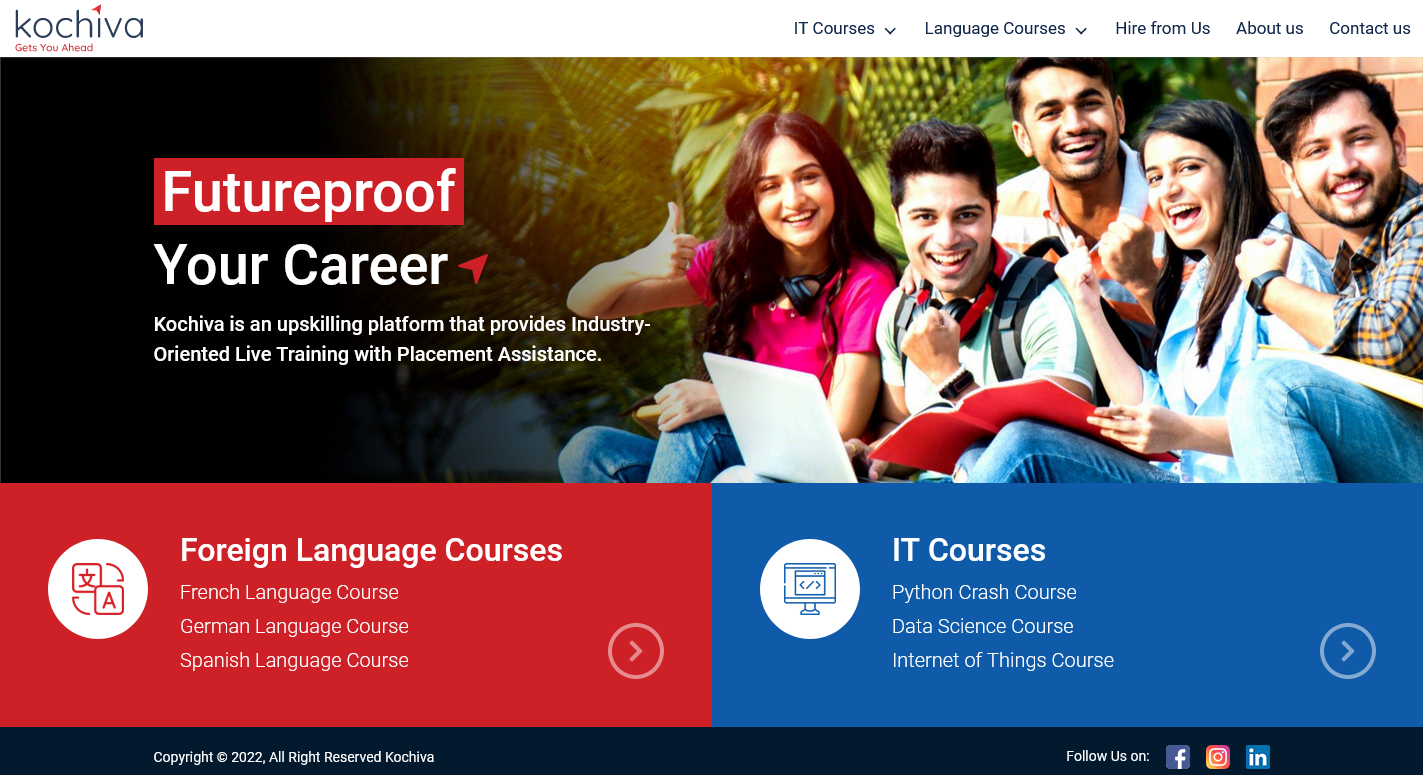 kochiva
Gets You Ahead
IT Courses
Language Courses
Hire from Us
About us
Contact us
Futureproof
Your Career
Kochiva is an upskilling platform that provides Industry-
Oriented Live Training with Placement Assistance.
Foreign Language Courses
French Language Course
German Language Course
Spanish Language Course
文
A
IT Courses
Python Crash Course
Data Science Course
Internet of Things Course
Copyright © 2022, All Right Reserved Kochiva
Follow Us on:
f
in